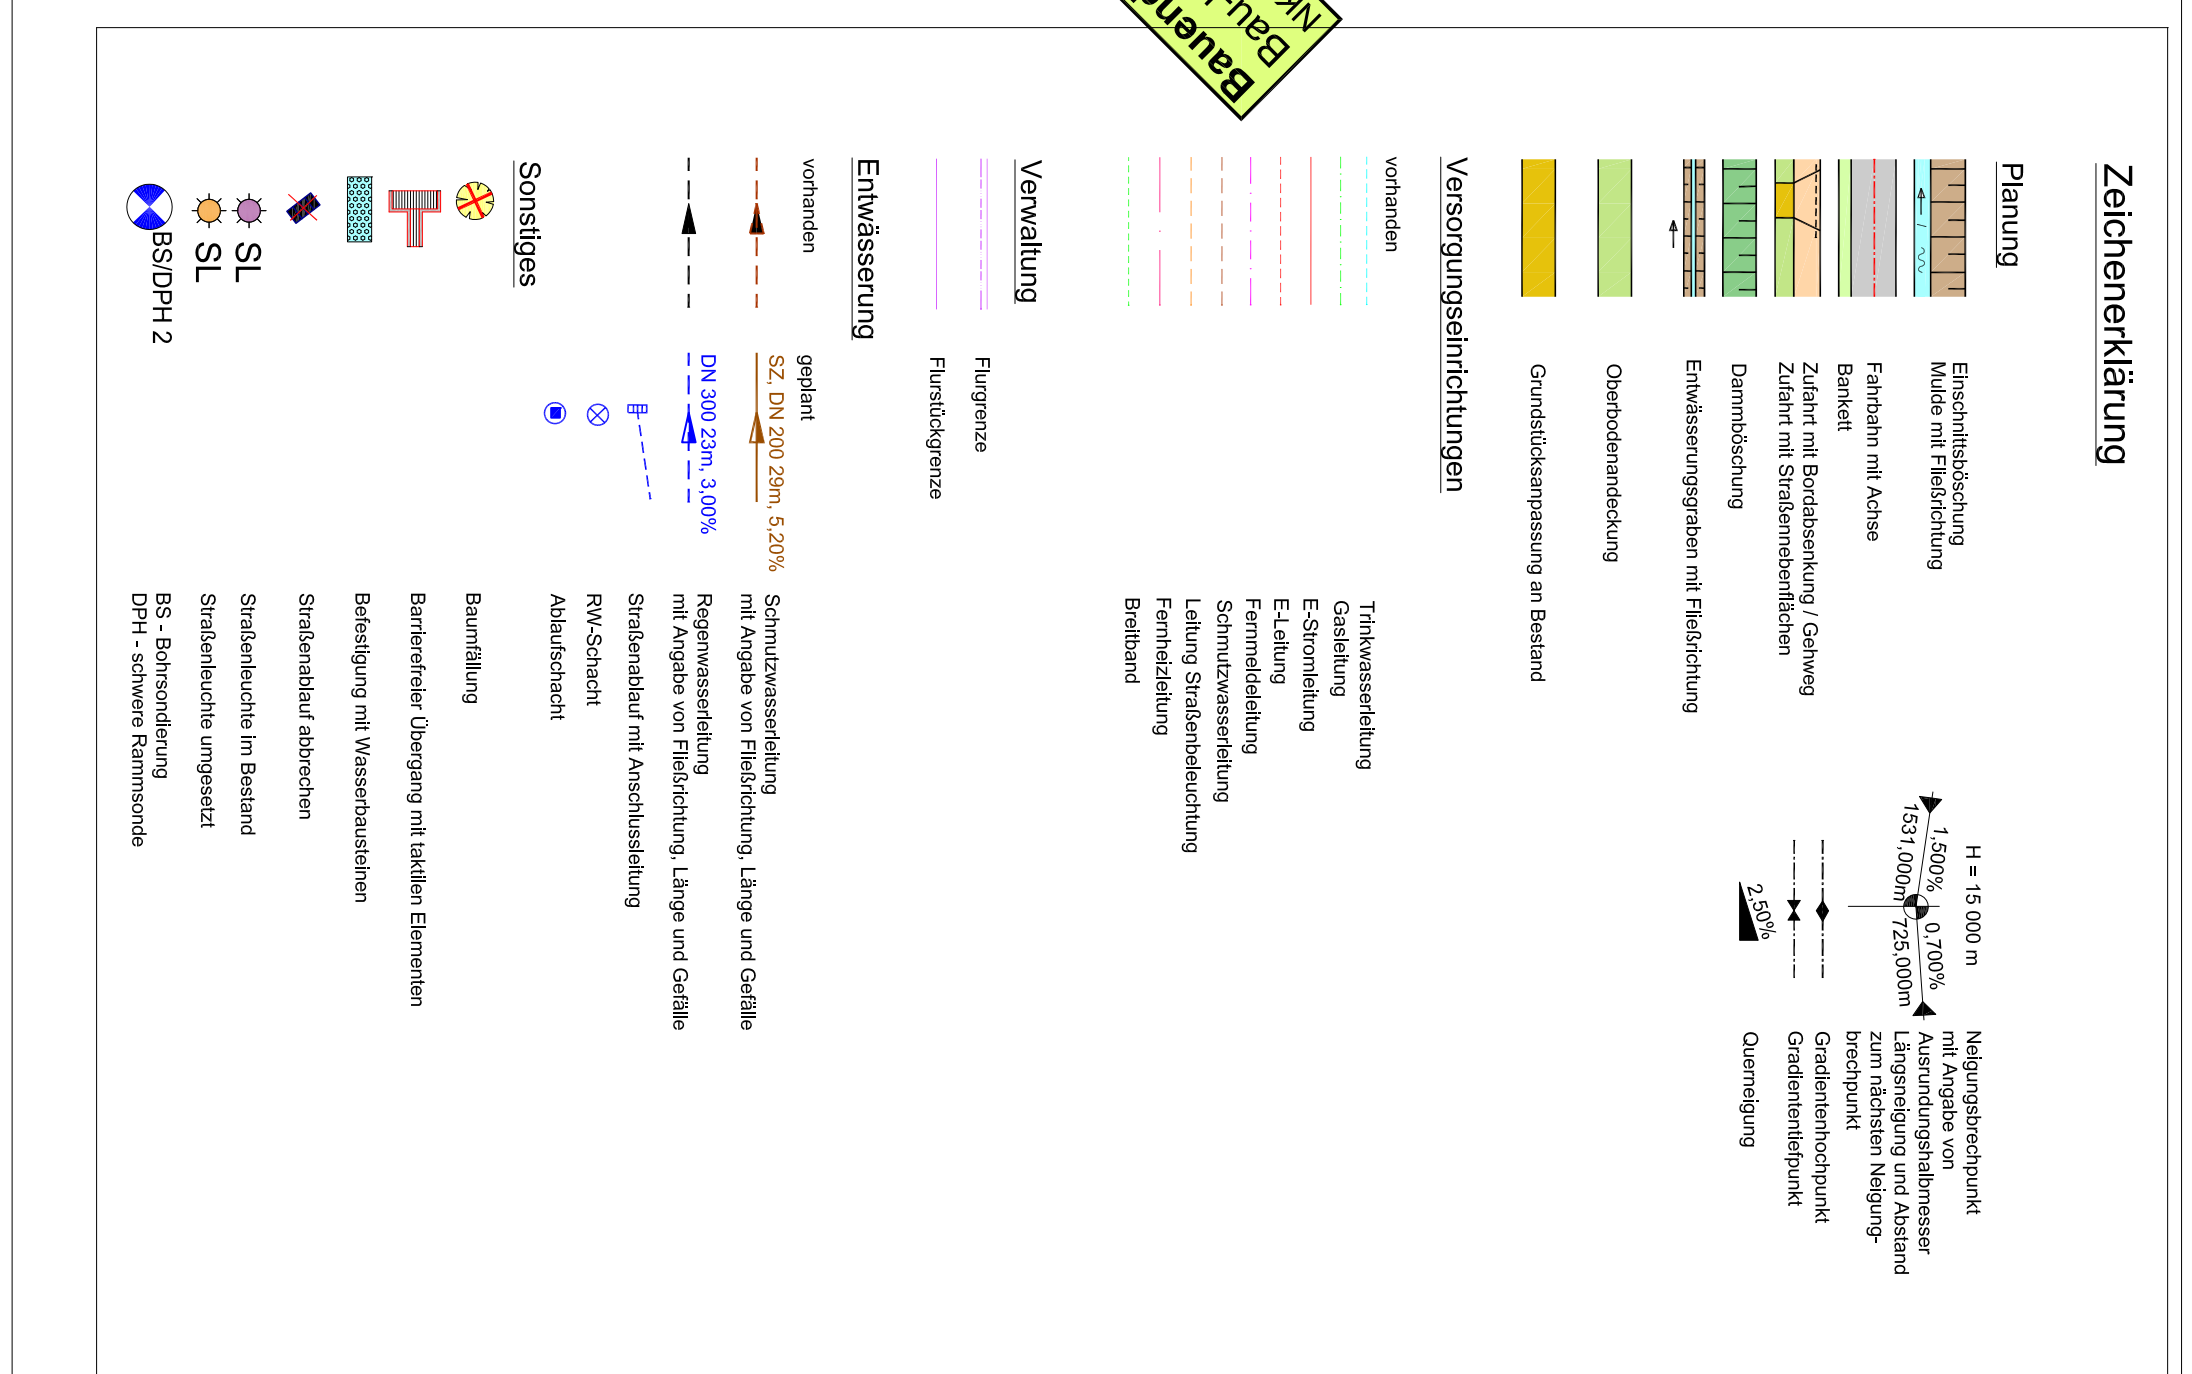 Zeichenerklärung
Planung
Einschnittsböschung
Mulde mit Fließrichtung
Fahrbahn mit Achse
Bankett
Zufahrt mit Bordabsenkung / Gehweg
Zufahrt mit Straßennebenflächen
Dammböschung
Entwässerungsgraben mit Fließrichtung
Oberbodenandeckung
Grundstücksanpassung an Bestand
H = 15 000 m
1,500% 0,700%
1531,000m 725,000m
Neigungsbrechpunkt
mit Angabe von
Ausrundungshalbmesser
Längsneigung und Abstand
zum nächsten Neigung-
brechpunkt
Gradientenhochpunkt
Gradiententiefpunkt
2,50%
Querneigung
Versorgungseinrichtungen
vorhanden
Trinkwasserleitung
Gasleitung
E-Stromleitung
E-Leitung
Fernmeldeleitung
Schmutzwasserleitung
Leitung Straßenbeleuchtung
Fernheizleitung
Breitband
Verwaltung
Flurgrenze
Flurstückgrenze
Entwässerung
vorhanden geplant
SZ, DN 200 29m, 5,20%
Schmutzwasserleitung
mit Angabe von Fließrichtung, Länge und Gefälle
DN 300 23m, 3,00%
Regenwasserleitung
mit Angabe von Fließrichtung, Länge und Gefälle
Straßenablauf mit Anschlussleitung
RW-Schacht
Ablaufschacht
Sonstiges
Baumfällung
Barrierefreier Übergang mit taktilen Elementen
Befestigung mit Wasserbausteinen
Straßenablauf abbrechen
SL Straßenleuchte im Bestand
SL Straßenleuchte umgesetzt
BS/DPH 2
BS - Bohrsondierung
DPH - schwere Rammsonde
Bau-
NK